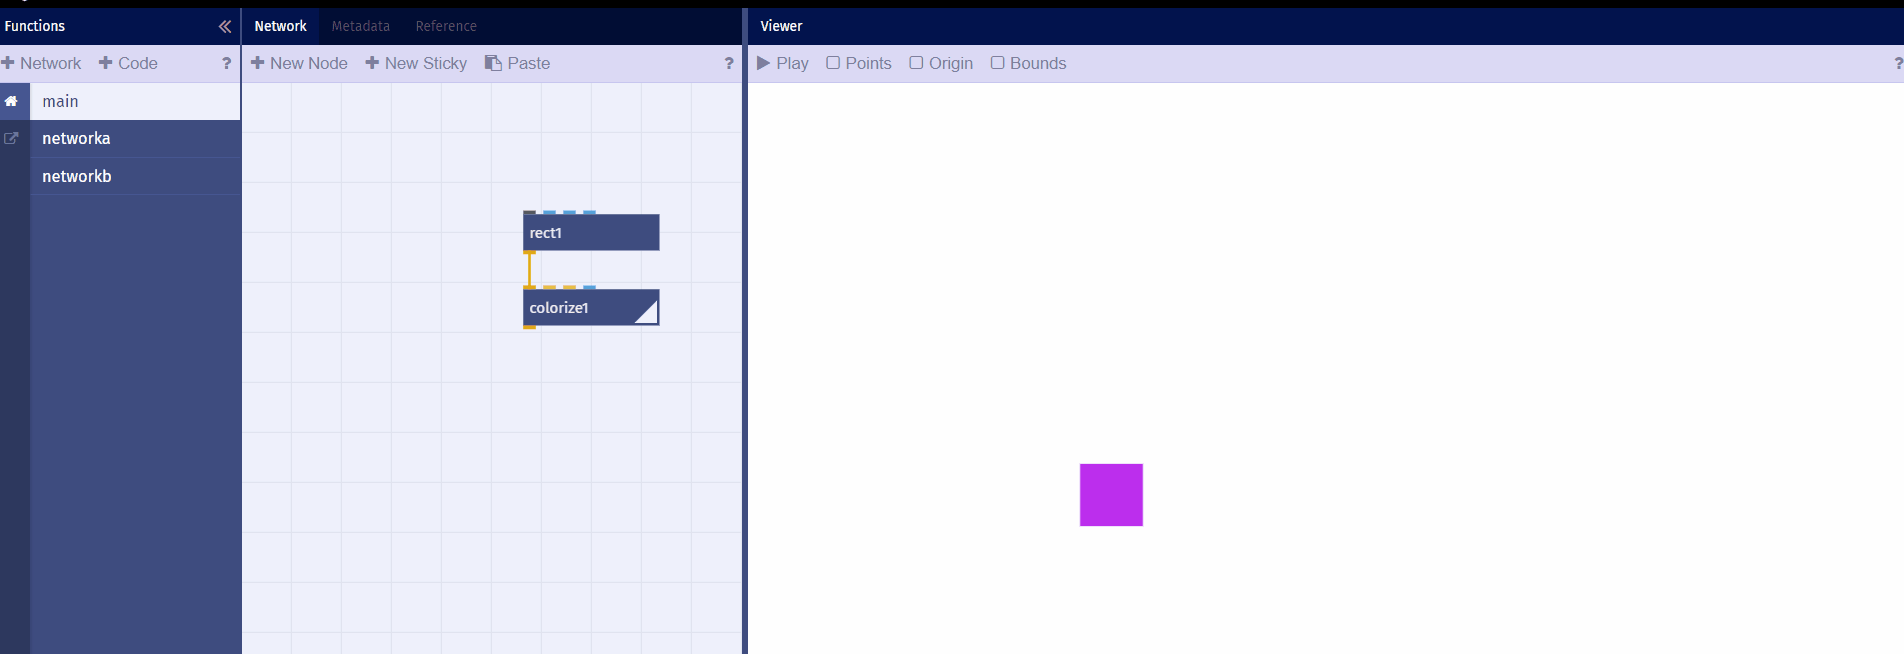 Functions
Network Metadata Reference
Viewer
Network Code ?
New Node New Sticky Paste ?
Play Points Origin Bounds ?
main
networka
networkb
rect1
colorize1